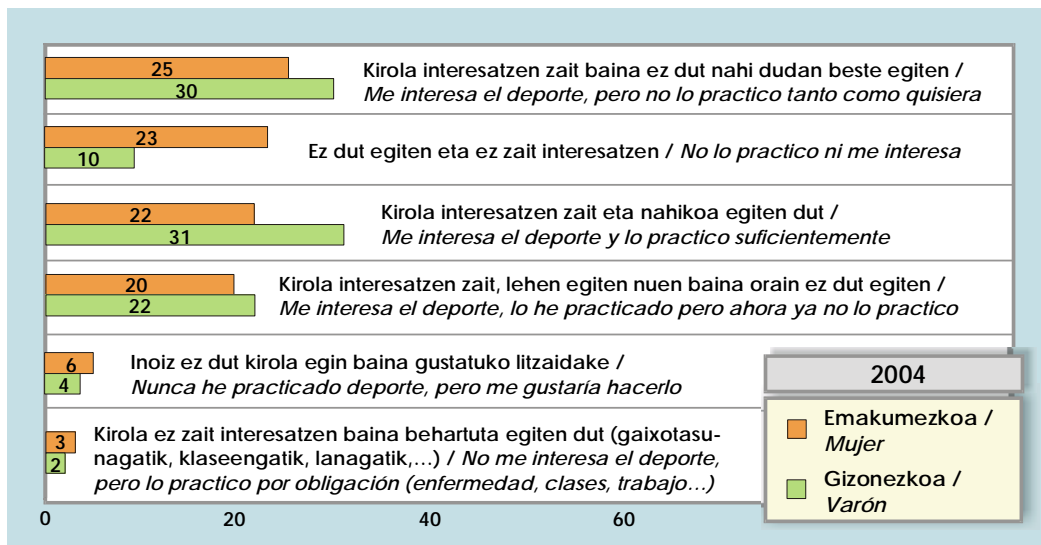 25
30
Kirola interesatzen zait baina ez dut nahi dudan beste egiten /
Me interesa el deporte, pero no lo practico tanto como quisiera
23
10
Ez dut egiten eta ez zait interesatzen / No lo practico ni me interesa
22
31
Kirola interesatzen zait eta nahikoa egiten dut /
Me interesa el deporte y lo practico suficientemente
20
22
Kirola interesatzen zait, lehen egiten nuen baina orain ez dut egiten /
Me interesa el deporte, lo he practicado pero ahora ya no lo practico
6
4
Inoiz ez dut kirola egin baina gustatuko litzaidake /
Nunca he practicado deporte, pero me gustaría hacerlo
3
2
Kirola ez zait interesatzen baina behartuta egiten dut (gaixotasu-
nagatik, klaseengatik, lanagatik,...) / No me interesa el deporte,
pero lo practico por obligación (enfermedad, clases, trabajo...)
0 20 40 60
2004
Emakumezkoa /
Mujer
Gizonezkoa /
Varón